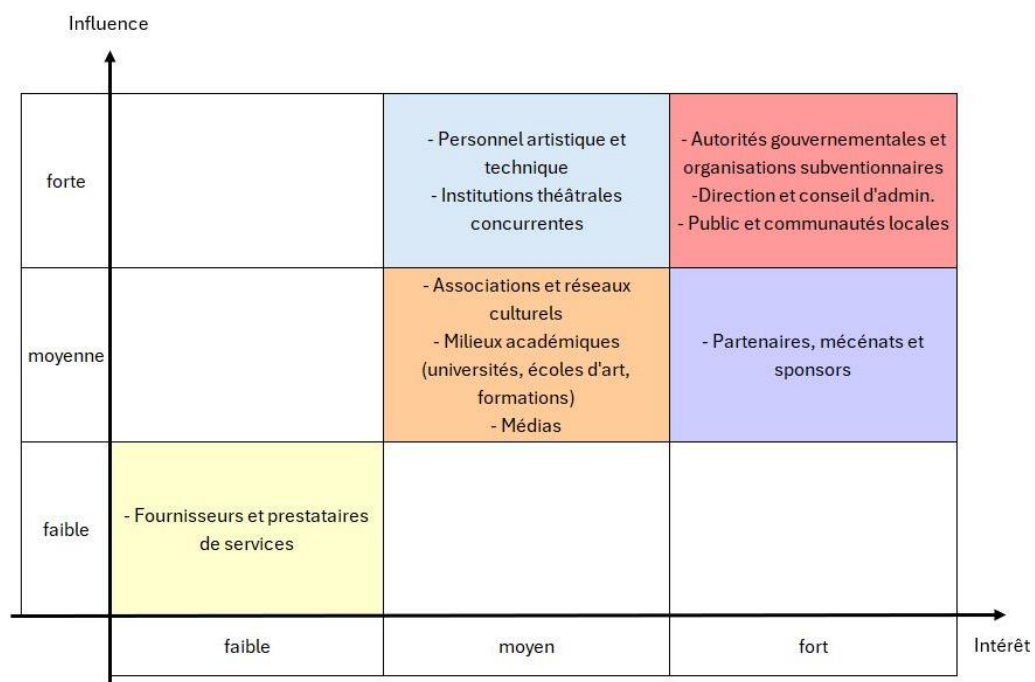 Influence
forte
- Personnel artistique et
technique
- Institutions théâtrales
concurrentes
- Autorités gouvernementales et
organisations subventionnaires
-Direction et conseil d'admin.
- Public et communautés locales
moyenne
- Associations et réseaux
culturels
- Milieux académiques
(universités, écoles d'art,
formations)
- Médias
- Partenaires, mécénats et
sponsors
faible
- Fournisseurs et prestataires
de services
faible
moyen
fort
Intérêt